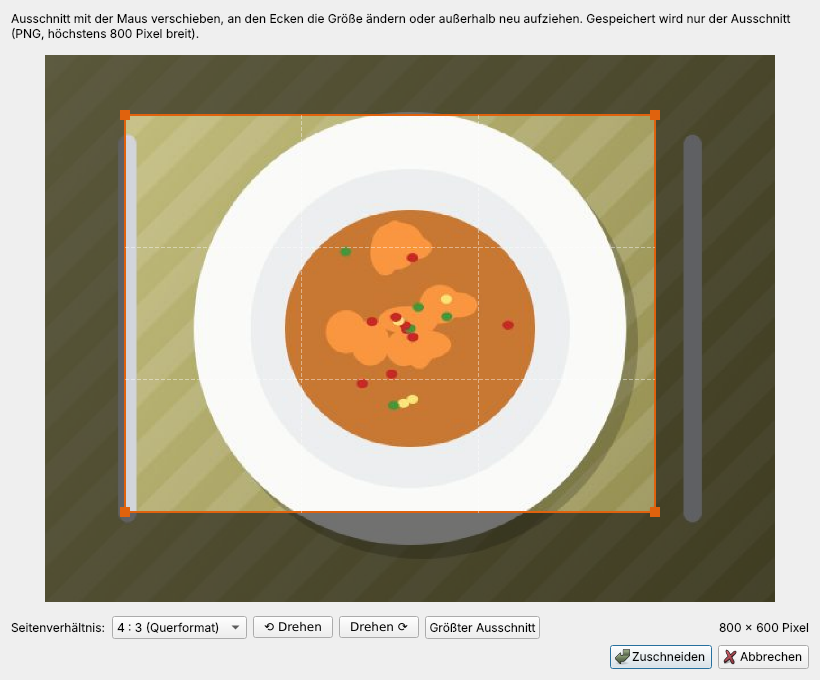 Ausschnitt mit der Maus verschieben, an den Ecken die Größe ändern oder außerhalb neu aufziehen. Gespeichert wird nur der Ausschnitt
(PNG, höchstens 800 Pixel breit).
Seitenverhältnis: 4 : 3 (Querformat) ⟲ Drehen Drehen ⟳ Größter Ausschnitt 800 × 600 Pixel
Zuschneiden Abbrechen